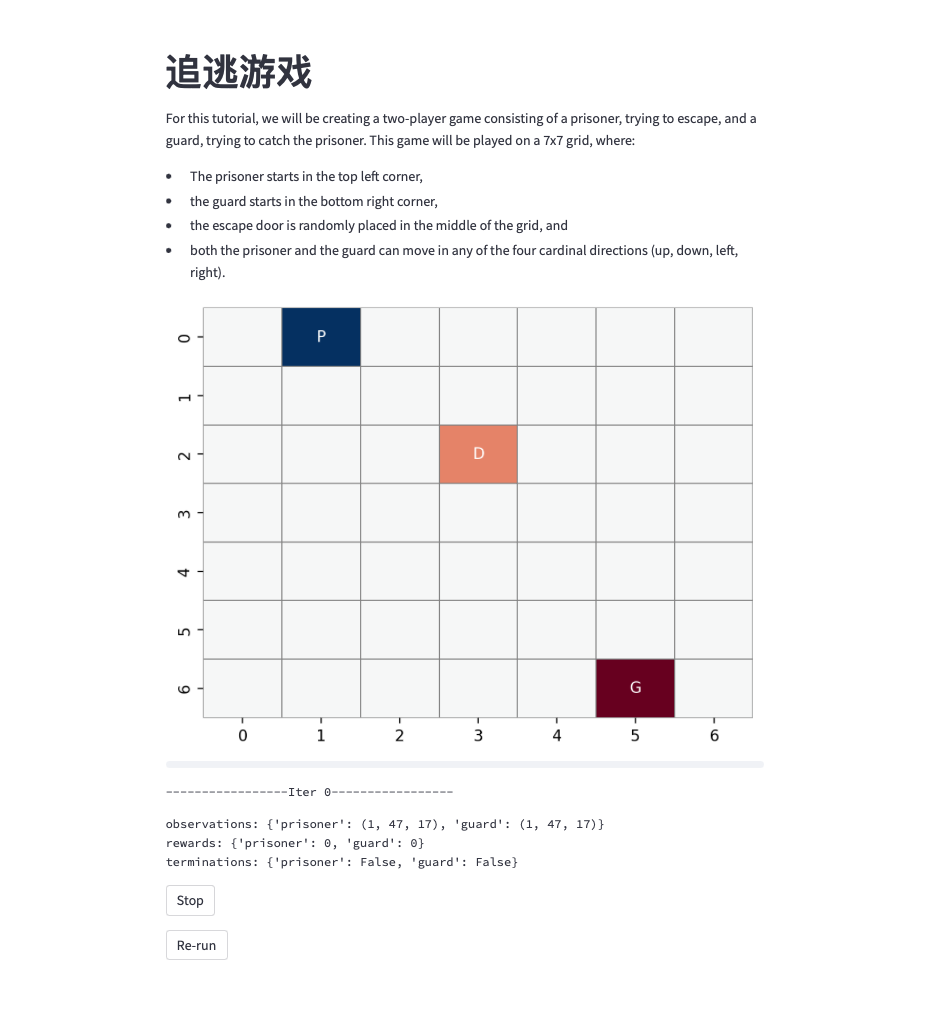 追逃游戏
For this tutorial, we will be creating a two-player game consisting of a prisoner, trying to escape, and a
guard, trying to catch the prisoner. This game will be played on a 7x7 grid, where:
• The prisoner starts in the top left corner,
• the guard starts in the bottom right corner,
• the escape door is randomly placed in the middle of the grid, and
• both the prisoner and the guard can move in any of the four cardinal directions (up, down, left,
right).
0
P
1
2
D
3
4
5
6
G
0 1 2 3 4 5 6
-----------------Iter 0-----------------
observations: {'prisoner': (1, 47, 17), 'guard': (1, 47, 17)}
rewards: {'prisoner': 0, 'guard': 0}
terminations: {'prisoner': False, 'guard': False}
Stop
Re-run